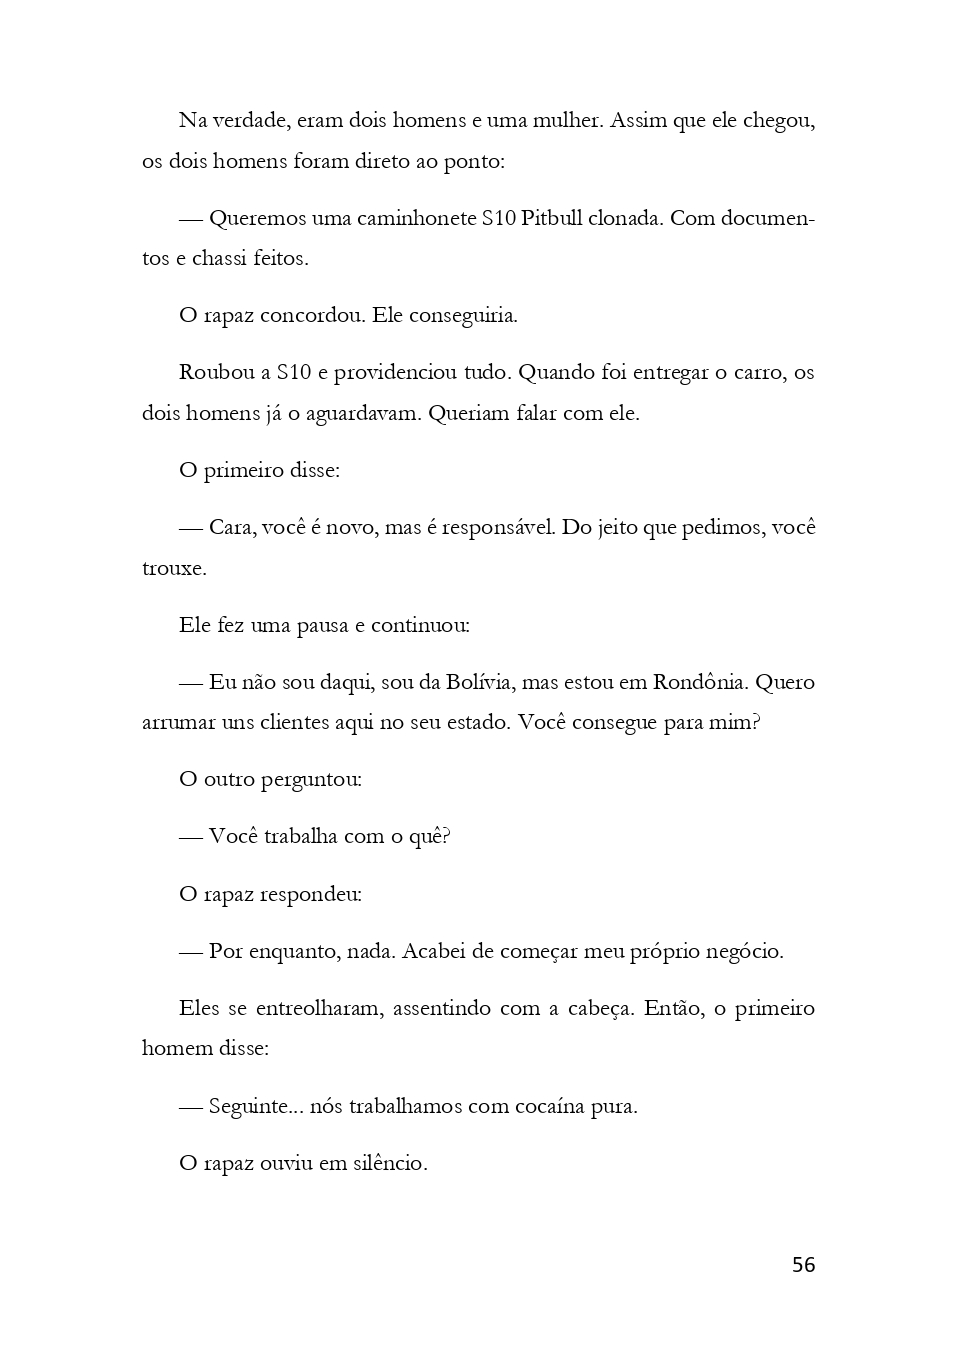 Na verdade, eram dois homens e uma mulher. Assim que ele chegou,
os dois homens foram direto ao ponto:
— Queremos uma caminhonete S10 Pitbull clonada. Com documen-
tos e chassi feitos.
O rapaz concordou. Ele conseguiria.
Roubou a S10 e providenciou tudo. Quando foi entregar o carro, os
dois homens já o aguardavam. Queriam falar com ele.
O primeiro disse:
— Cara, você é novo, mas é responsável. Do jeito que pedimos, você
trouxe.
Ele fez uma pausa e continuou:
— Eu não sou daqui, sou da Bolívia, mas estou em Rondônia. Quero
arrumar uns clientes aqui no seu estado. Você consegue para mim?
O outro perguntou:
— Você trabalha com o quê?
O rapaz respondeu:
— Por enquanto, nada. Acabei de começar meu próprio negócio.
Eles se entreolharam, assentindo com a cabeça. Então, o primeiro
homem disse:
— Seguinte... nós trabalhamos com cocaína pura.
O rapaz ouviu em silêncio.
56